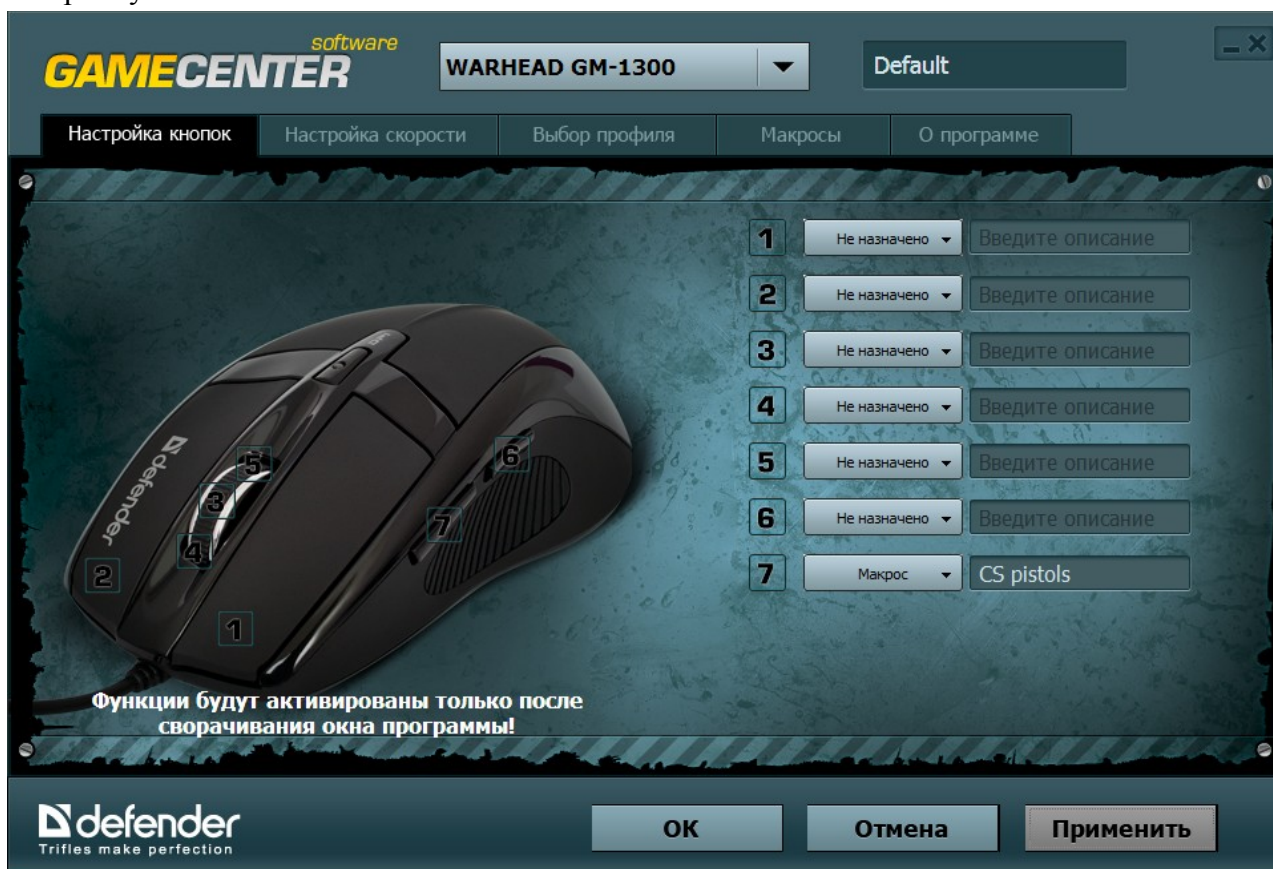 software
GAMECENTER
WARHEAD GM-1300
Default
Настройка кнопок
Настройка скорости
Выбор профиля
Макросы
О программе
1 Не назначено Введите описание
2 Не назначено Введите описание
3 Не назначено Введите описание
4 Не назначено Введите описание
5 Не назначено Введите описание
6 Не назначено Введите описание
7 Макрос CS pistols
defender
5
6
3
7
4
2
1
Функции будут активированы только после
сворачивания окна программы!
defender
Trifles make perfection
ОК
Отмена
Применить